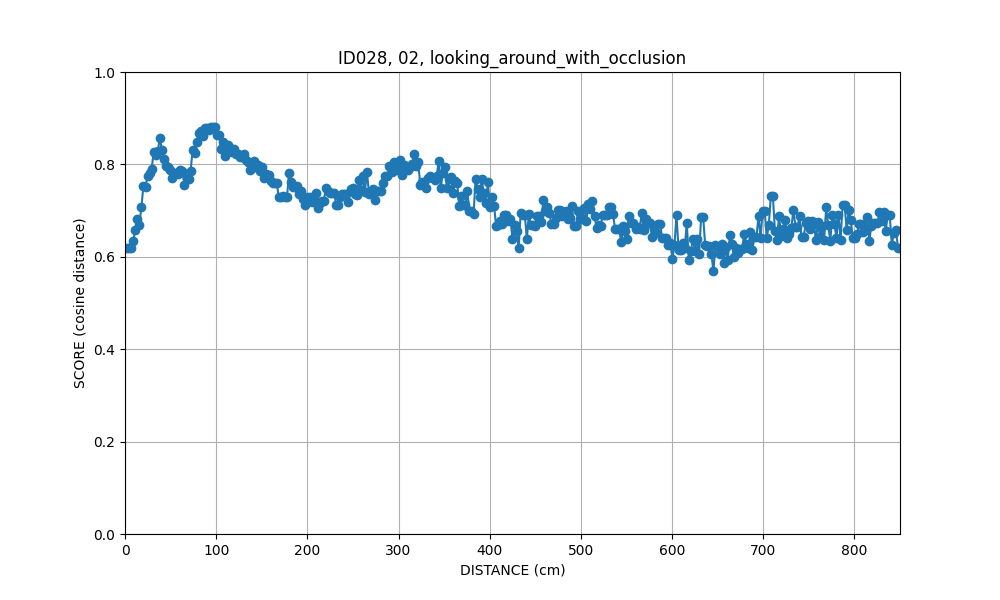 ID028, 02, looking_around_with_occlusion
SCORE (cosine distance)
1.0
0.8
0.6
0.4
0.2
0.0
0 100 200 300 400 500 600 700 800
DISTANCE (cm)